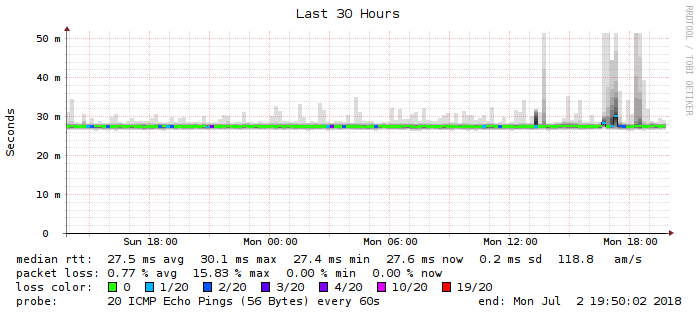 Last 30 Hours
RRDTOOL / TOBI OETIKER
Seconds
50 m
40 m
30 m
20 m
10 m
0
Sun 18:00 Mon 00:00 Mon 06:00 Mon 12:00 Mon 18:00
median rtt: 27.5 ms avg 30.1 ms max 27.4 ms min 27.6 ms now 0.2 ms sd 118.8 am/s
packet loss: 0.77 % avg 15.83 % max 0.00 % min 0.00 % now
loss color: 0 1/20 2/20 3/20 4/20 10/20 19/20
probe: 20 ICMP Echo Pings (56 Bytes) every 60s end: Mon Jul 2 19:50:02 2018